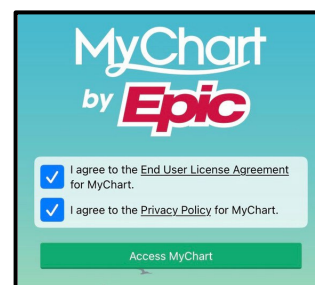 MyChart
by Epic
I agree to the End User License Agreement
for MyChart.
I agree to the Privacy Policy for MyChart.
Access MyChart